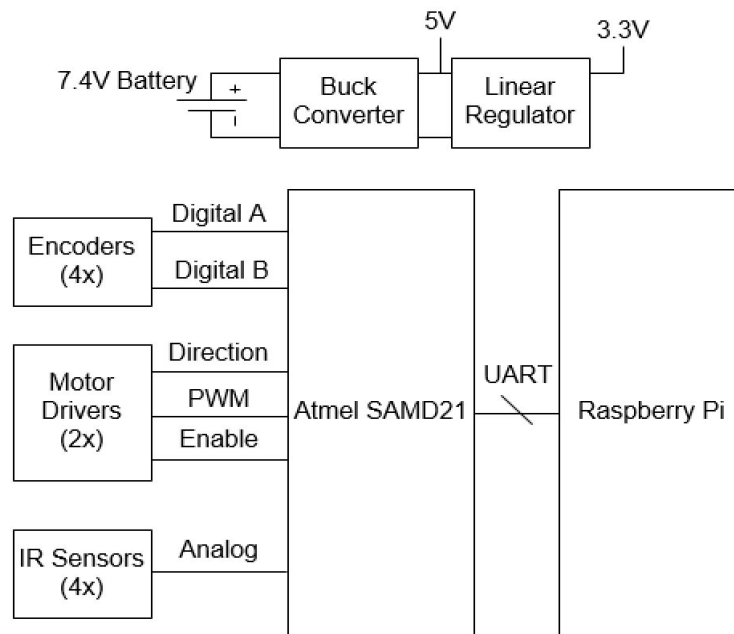 5V
3.3V
7.4V Battery
+
-
Buck
Converter
Linear
Regulator
Encoders
(4x)
Digital A
Digital B
Motor
Drivers
(2x)
Direction
PWM
Enable
IR Sensors
(4x)
Analog
Atmel SAMD21
UART
Raspberry Pi